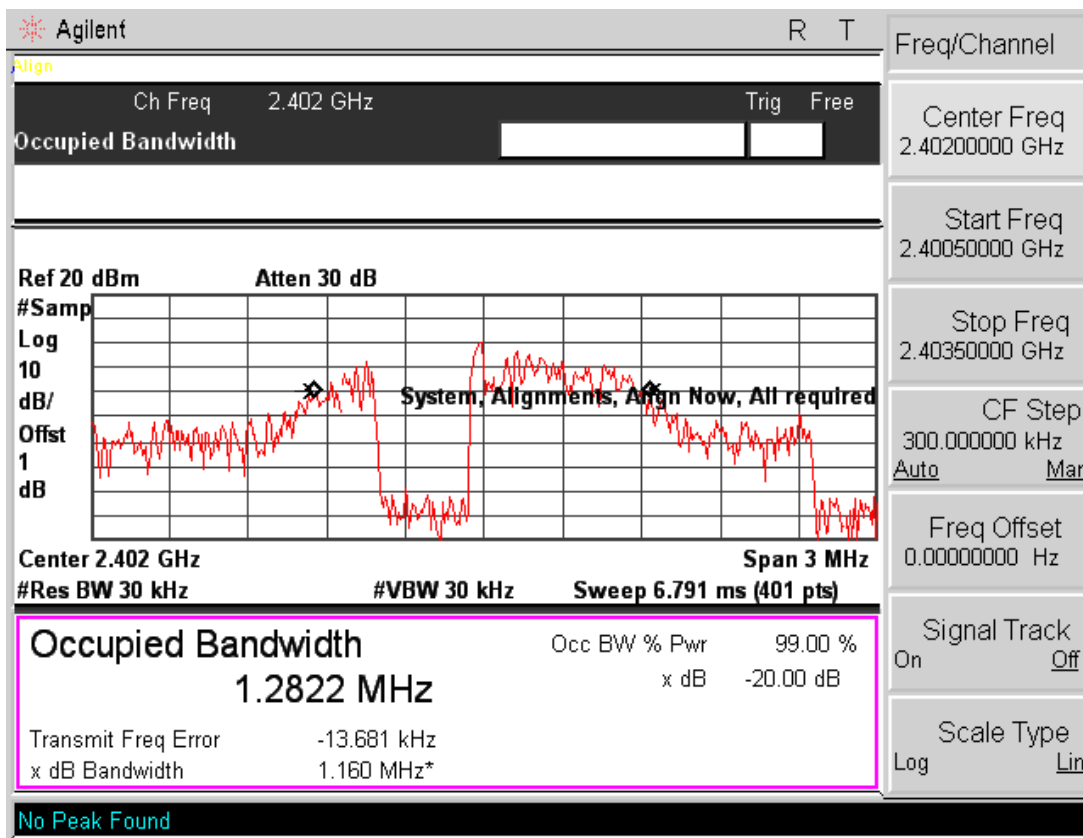 Agilent
R T
Align
Ch Freq 2.402 GHz
Trig Free
Occupied Bandwidth
Ref 20 dBm
Atten 30 dB
#Samp
Log
10
dB/
Offst
1
dB
System, Alignments, Align Now, All required
Center 2.402 GHz
Span 3 MHz
#Res BW 30 kHz
#VBW 30 kHz
Sweep 6.791 ms (401 pts)
Occupied Bandwidth
1.2822 MHz
Occ BW % Pwr 99.00 %
x dB -20.00 dB
Transmit Freq Error -13.681 kHz
x dB Bandwidth 1.160 MHz*
No Peak Found
Freq/Channel
Center Freq
2.40200000 GHz
Start Freq
2.40050000 GHz
Stop Freq
2.40350000 GHz
CF Step
300.000000 kHz
Auto Man
Freq Offset
0.00000000 Hz
Signal Track
On Off
Scale Type
Log Lin